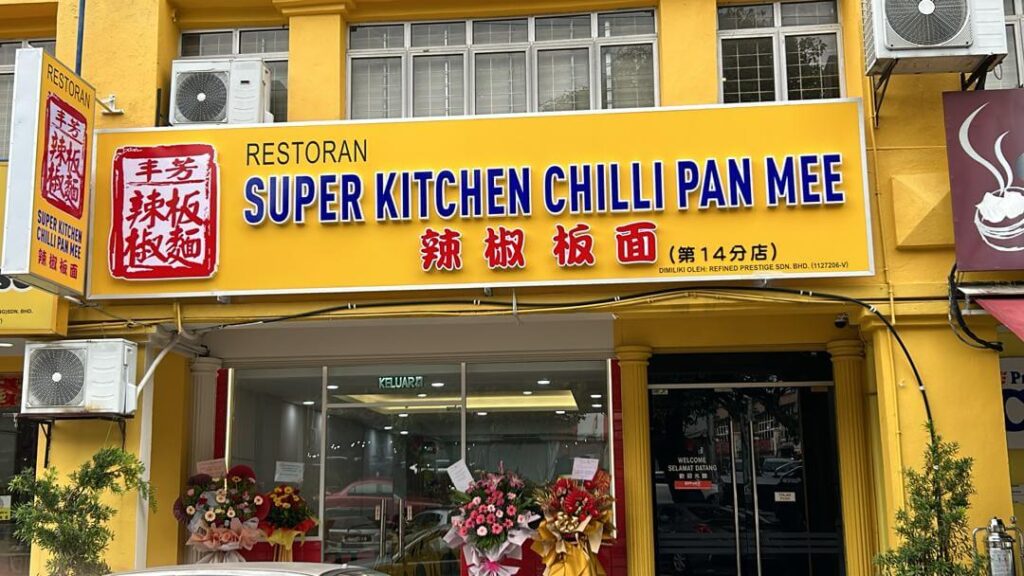 RESTORAN
丰芳
辣板
椒麵
SUPER KITCHEN
CHILLI PAN MEE
辣椒板面
丰芳
辣板
椒麵
RESTORAN
SUPER KITCHEN CHILLI PAN MEE
辣椒板面
(第14分店)
DIMILIKI OLEH: REFINED PRESTIGE SDN. BHD. (1127206-V)
KELUAR
WELCOME
SELAMAT DATANG